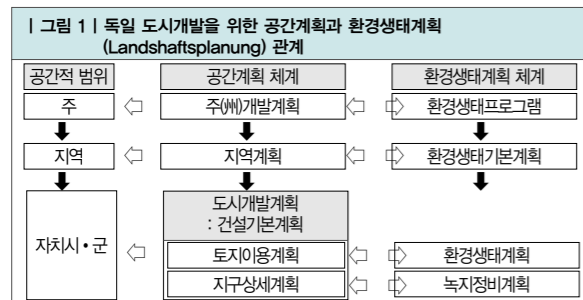 | 그림 1 | 독일 도시개발을 위한 공간계획과 환경생태계획
(Landshaftsplanung) 관계
공간적 범위 공간계획 체계 환경생태계획 체계
주 주(州)개발계획 환경생태프로그램
지역 지역계획 환경생태기본계획
도시개발계획
: 건설기본계획
자치시·군
토지이용계획 환경생태계획
지구상세계획 녹지정비계획